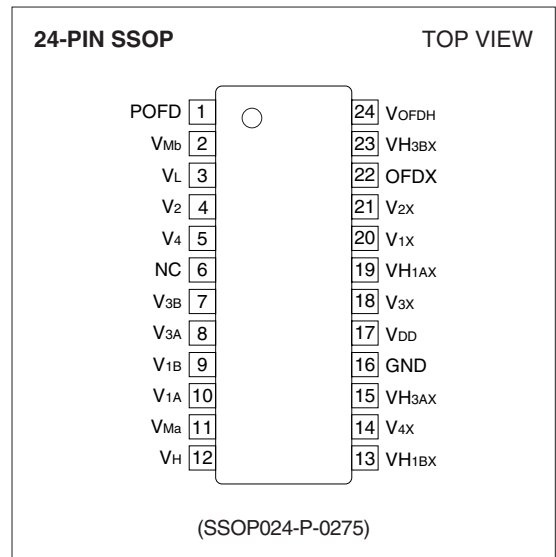 24-PIN SSOP TOP VIEW
POFD 1 24 VOFDH
VMb 2 23 VH3BX
VL 3 22 OFDX
V2 4 21 V2X
V4 5 20 V1X
NC 6 19 VH1AX
V3B 7 18 V3X
V3A 8 17 VDD
V1B 9 16 GND
V1A 10 15 VH3AX
VMa 11 14 V4X
VH 12 13 VH1BX
(SSOP024-P-0275)